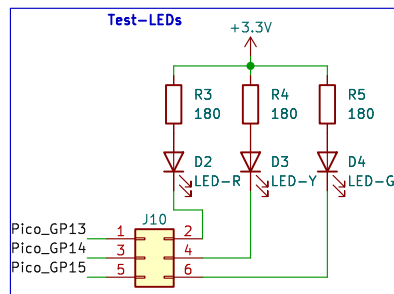 Test-LEDs
+3.3V
R3 R4 R5
180 180 180
D2 D3 D4
LED-R LED-Y LED-G
J10
Pico_GP13 1 2
Pico_GP14 3 4
Pico_GP15 5 6